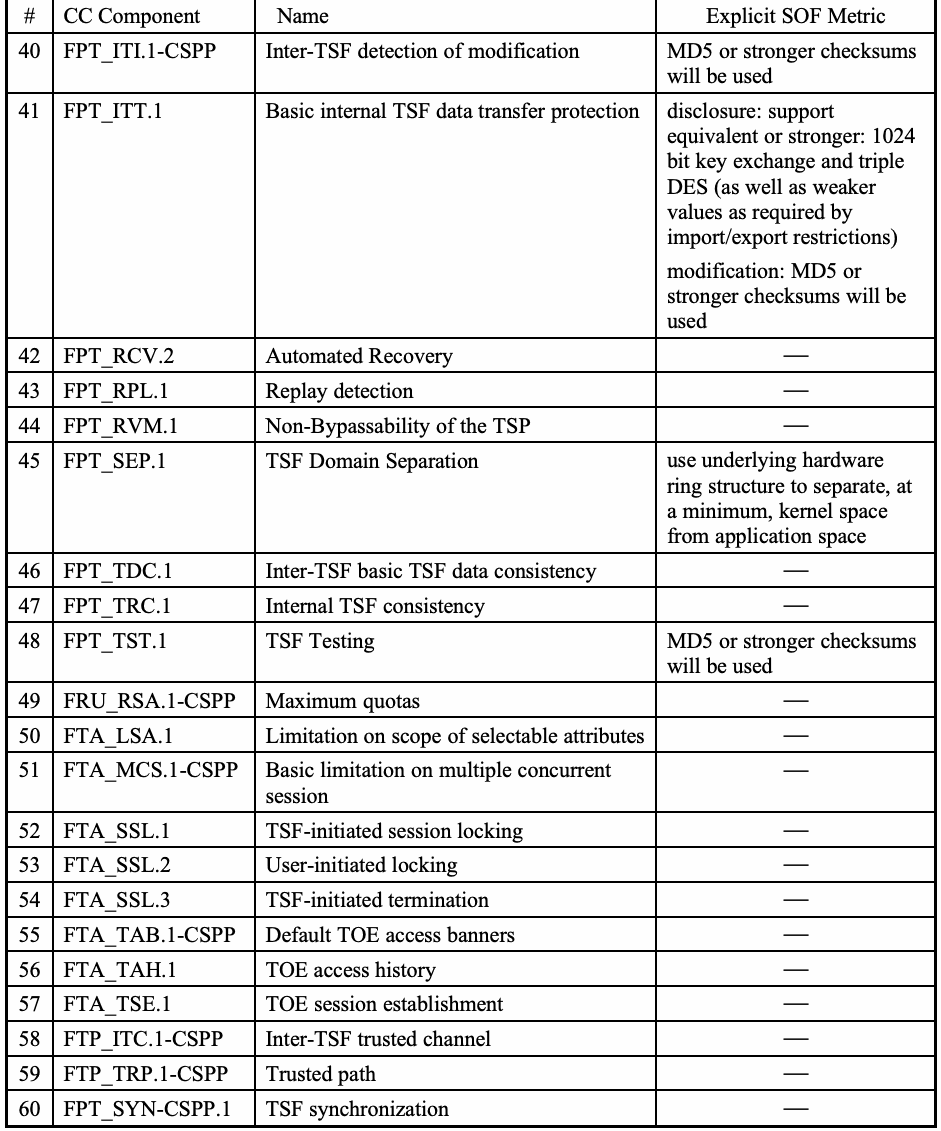 # CC Component Name Explicit SOF Metric
40 FPT_ITI.1-CSPP Inter-TSF detection of modification MD5 or stronger checksums
will be used
41 FPT_ITT.1 Basic internal TSF data transfer protection disclosure: support
equivalent or stronger: 1024
bit key exchange and triple
DES (as well as weaker
values as required by
import/export restrictions)
modification: MD5 or
stronger checksums will be
used
42 FPT_RCV.2 Automated Recovery —
43 FPT_RPL.1 Replay detection —
44 FPT_RVM.1 Non-Bypassability of the TSP —
45 FPT_SEP.1 TSF Domain Separation use underlying hardware
ring structure to separate, at
a minimum, kernel space
from application space
46 FPT_TDC.1 Inter-TSF basic TSF data consistency —
47 FPT_TRC.1 Internal TSF consistency —
48 FPT_TST.1 TSF Testing MD5 or stronger checksums
will be used
49 FRU_RSA.1-CSPP Maximum quotas —
50 FTA_LSA.1 Limitation on scope of selectable attributes —
51 FTA_MCS.1-CSPP Basic limitation on multiple concurrent —
session
52 FTA_SSL.1 TSF-initiated session locking —
53 FTA_SSL.2 User-initiated locking —
54 FTA_SSL.3 TSF-initiated termination —
55 FTA_TAB.1-CSPP Default TOE access banners —
56 FTA_TAH.1 TOE access history —
57 FTA_TSE.1 TOE session establishment —
58 FTP_ITC.1-CSPP Inter-TSF trusted channel —
59 FTP_TRP.1-CSPP Trusted path —
60 FPT_SYN-CSPP.1 TSF synchronization —